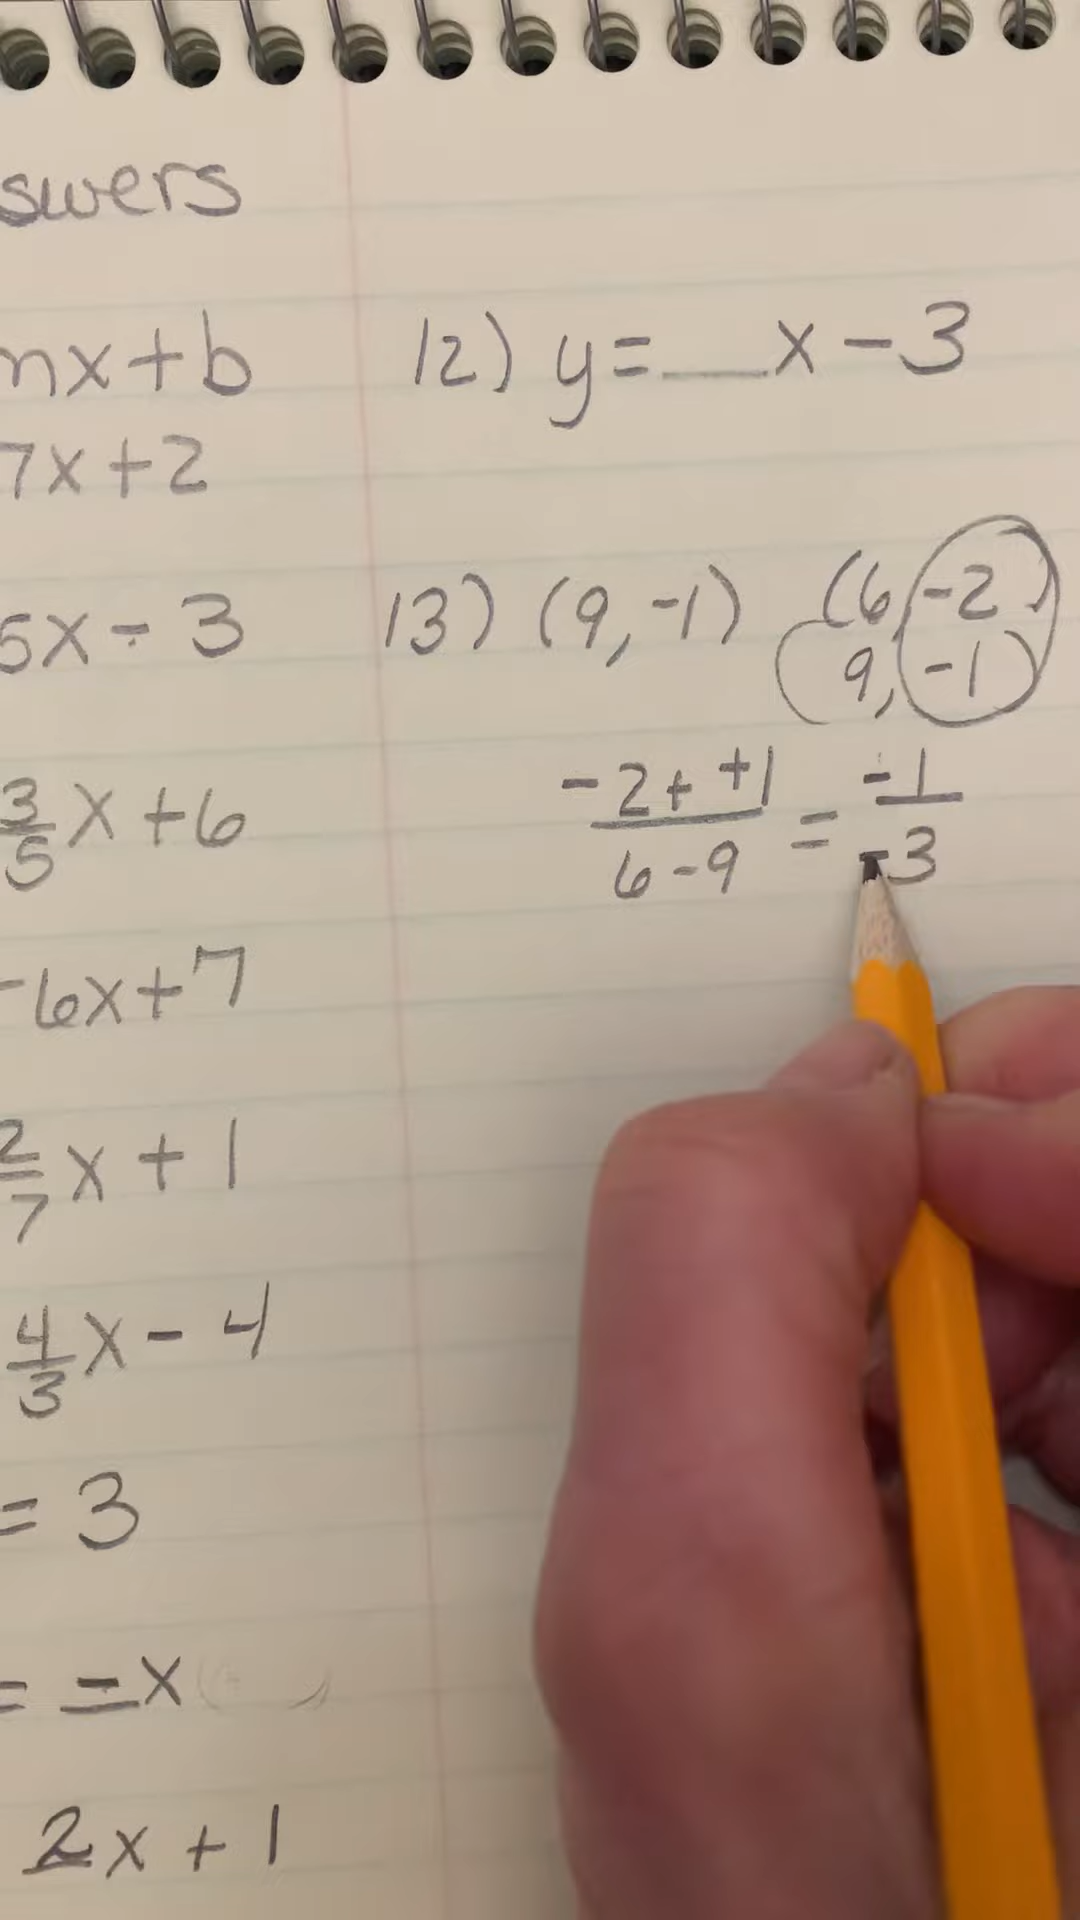 swers
mx+b
7x+2
5x-3
3/5x+6
-6x+7
2/7x+1
4/3x-4
=3
=-x
2x+1
12) y=__x-3
13) (9,-1) (6,-2)
(9,-1)
-2++1/6-9 = -1/-3